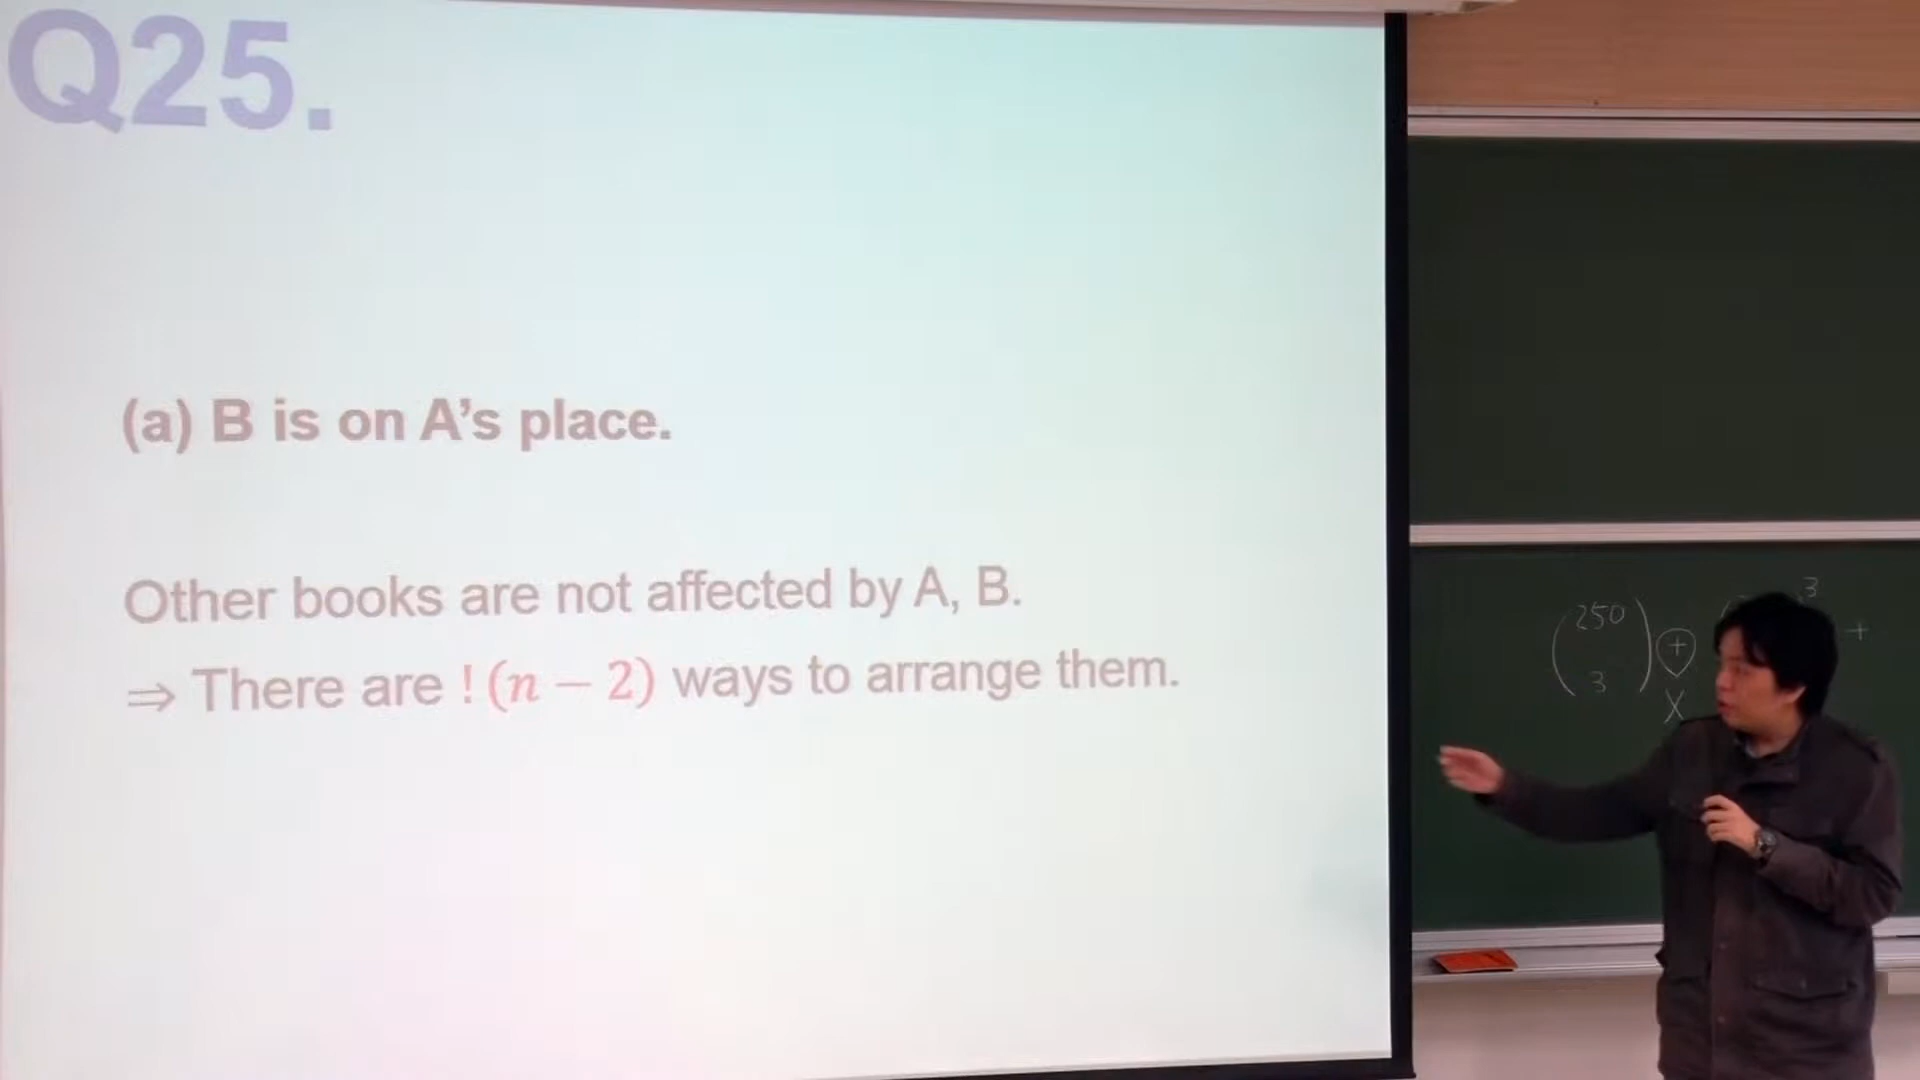 Q25.
(a) B is on A’s place.
Other books are not affected by A, B.
⇒ There are !(n − 2) ways to arrange them.
(250
3) + 3 +
X